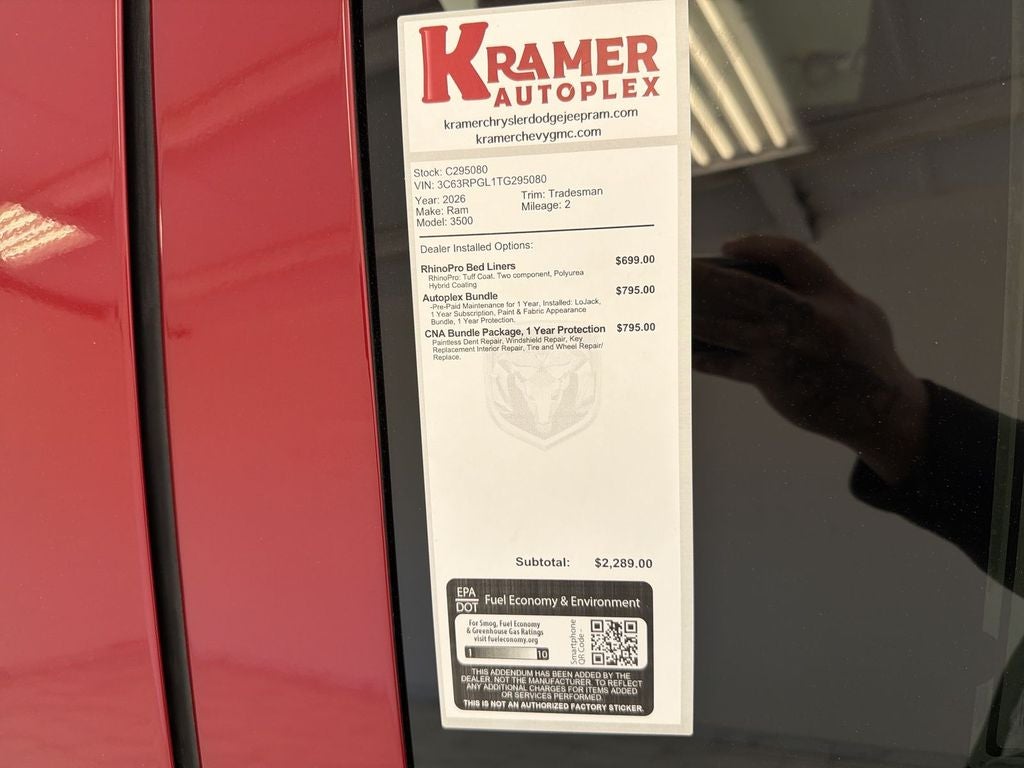 KRAMER
AUTOPLEX
kramerchryslerdodgejeepram.com
kramerchevygmc.com
Stock: C295080
VIN: 3C63RPGL1TG295080
Year: 2026 Trim: Tradesman
Make: Ram Mileage: 2
Model: 3500
Dealer Installed Options:
RhinoPro Bed Liners $699.00
RhinoPro: Tuff Coat. Two component, Polyurea
Hybrid Coating
Autoplex Bundle $795.00
-Pre-Paid Maintenance for 1 Year, Installed: LoJack,
1 Year Subscription, Paint & Fabric Appearance
Bundle, 1 Year Protection.
CNA Bundle Package, 1 Year Protection $795.00
Paintless Dent Repair, Windshield Repair, Key
Replacement Interior Repair, Tire and Wheel Repair/
Replace.
Subtotal: $2,289.00
EPA
DOT Fuel Economy & Environment
For Smog, Fuel Economy
& Greenhouse Gas Ratings
visit fueleconomy.org
1 10
Smartphone
QR Code -
THIS ADDENDUM HAS BEEN ADDED BY THE
DEALER, NOT THE MANUFACTURER, TO REFLECT
ANY ADDITIONAL CHARGES FOR ITEMS ADDED
OR SERVICES PERFORMED.
THIS IS NOT AN AUTHORIZED FACTORY STICKER.